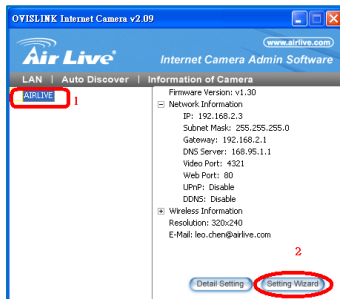 OVISLINK Internet Camera v2.09
www.airlive.com
Air Live
Internet Camera Admin Software
LAN | Auto Discover | Information of Camera
AIRLIVE
1
Firmware Version: v1.30
Network Information
IP: 192.168.2.3
Subnet Mask: 255.255.255.0
Gateway: 192.168.2.1
DNS Server: 168.95.1.1
Video Port: 4321
Web Port: 80
UPnP: Disable
DDNS: Disable
Wireless Information
Resolution: 320x240
E-Mail: leo.chen@airlive.com
2
Detail Setting
Setting Wizard